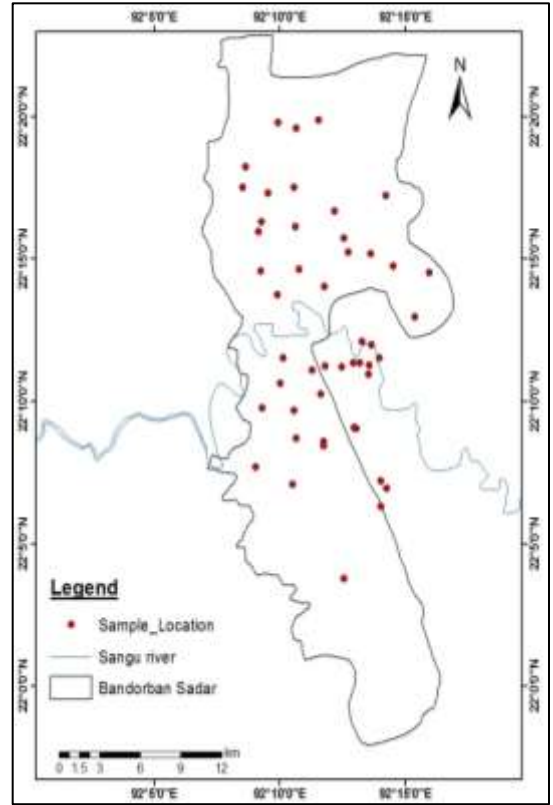 92°5'0"E 92°10'0"E 92°15'0"E
N
22°20'0"N 22°20'0"N
22°15'0"N 22°15'0"N
22°10'0"N 22°10'0"N
22°5'0"N 22°5'0"N
22°0'0"N 22°0'0"N
Legend
Sample_Location
Sangu river
Bandorban Sadar
km
0 1.5 3 6 9 12
92°5'0"E 92°10'0"E 92°15'0"E